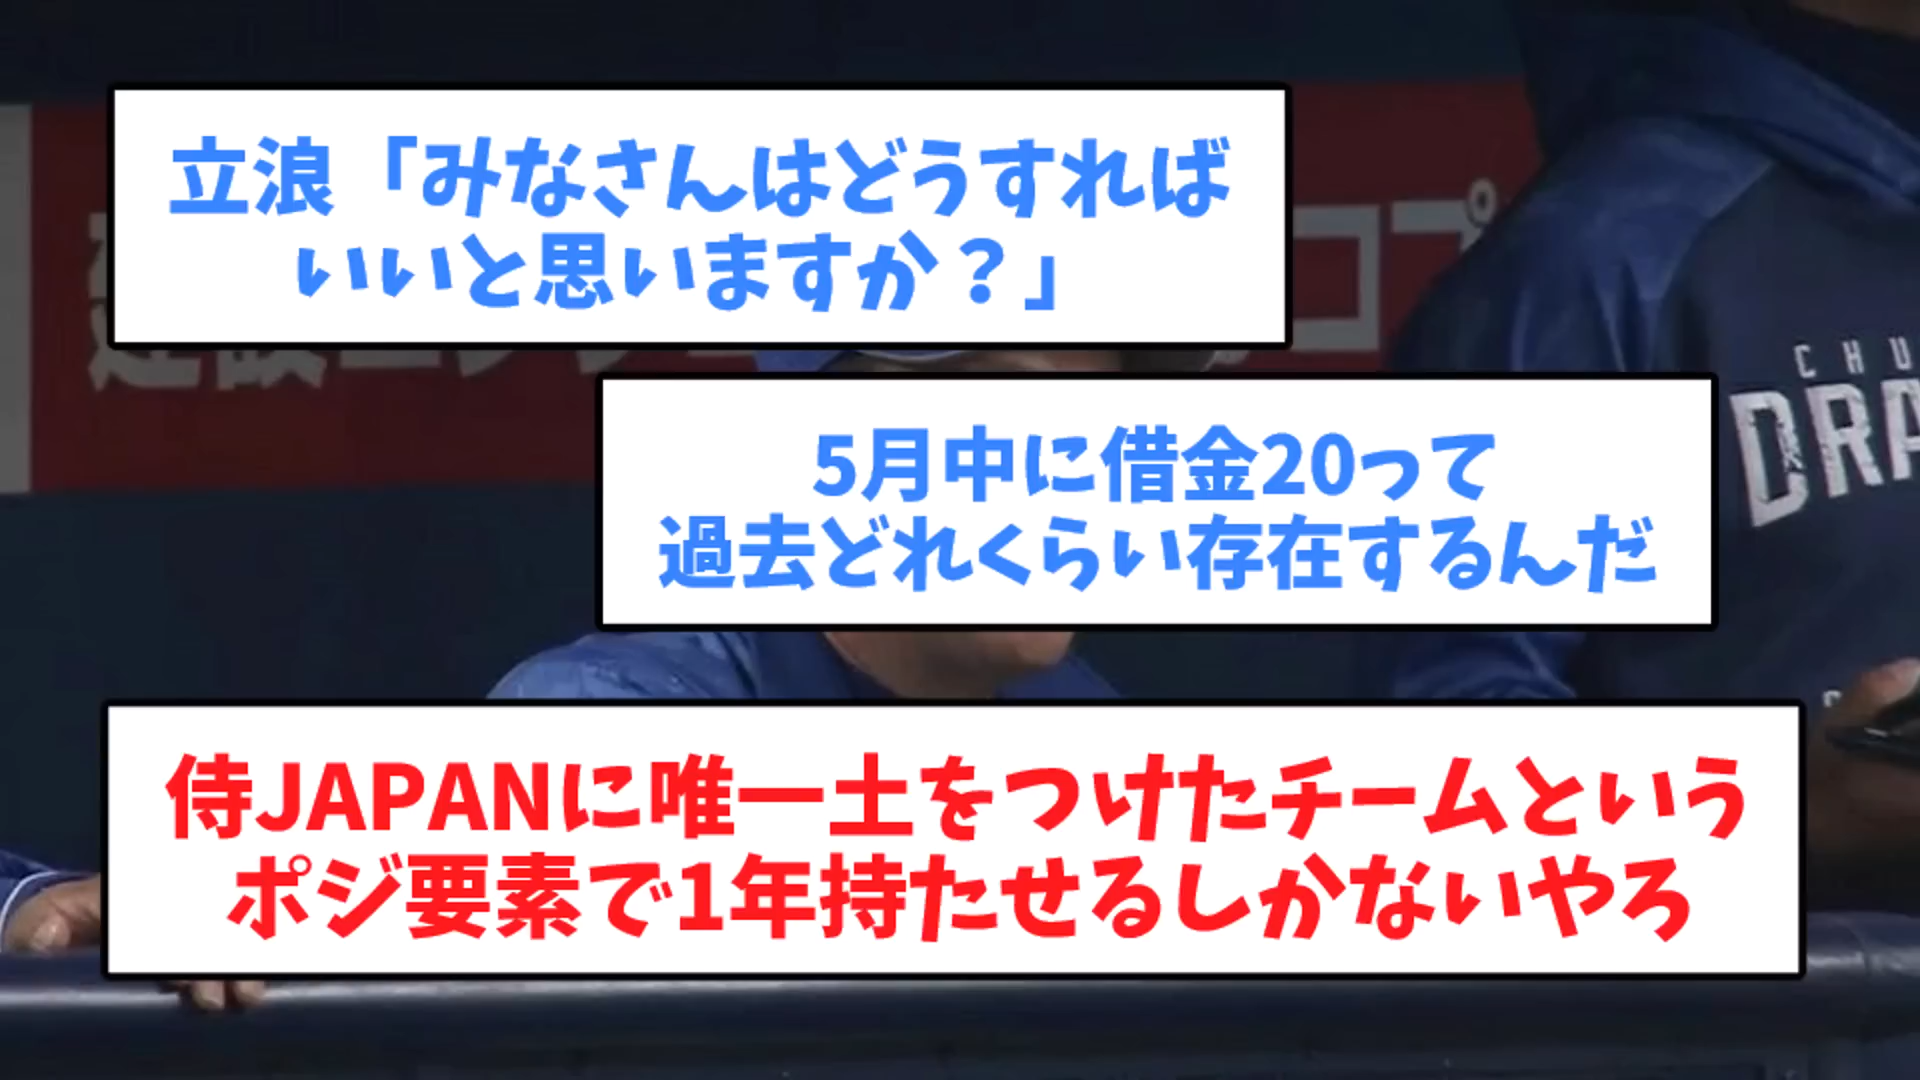 立浪「みなさんはどうすれば
いいと思いますか？」
5月中に借金20って
過去どれくらい存在するんだ
侍JAPANに唯一土をつけたチームという
ポジ要素で1年持たせるしかないやろ
CHU
DRA
コプ